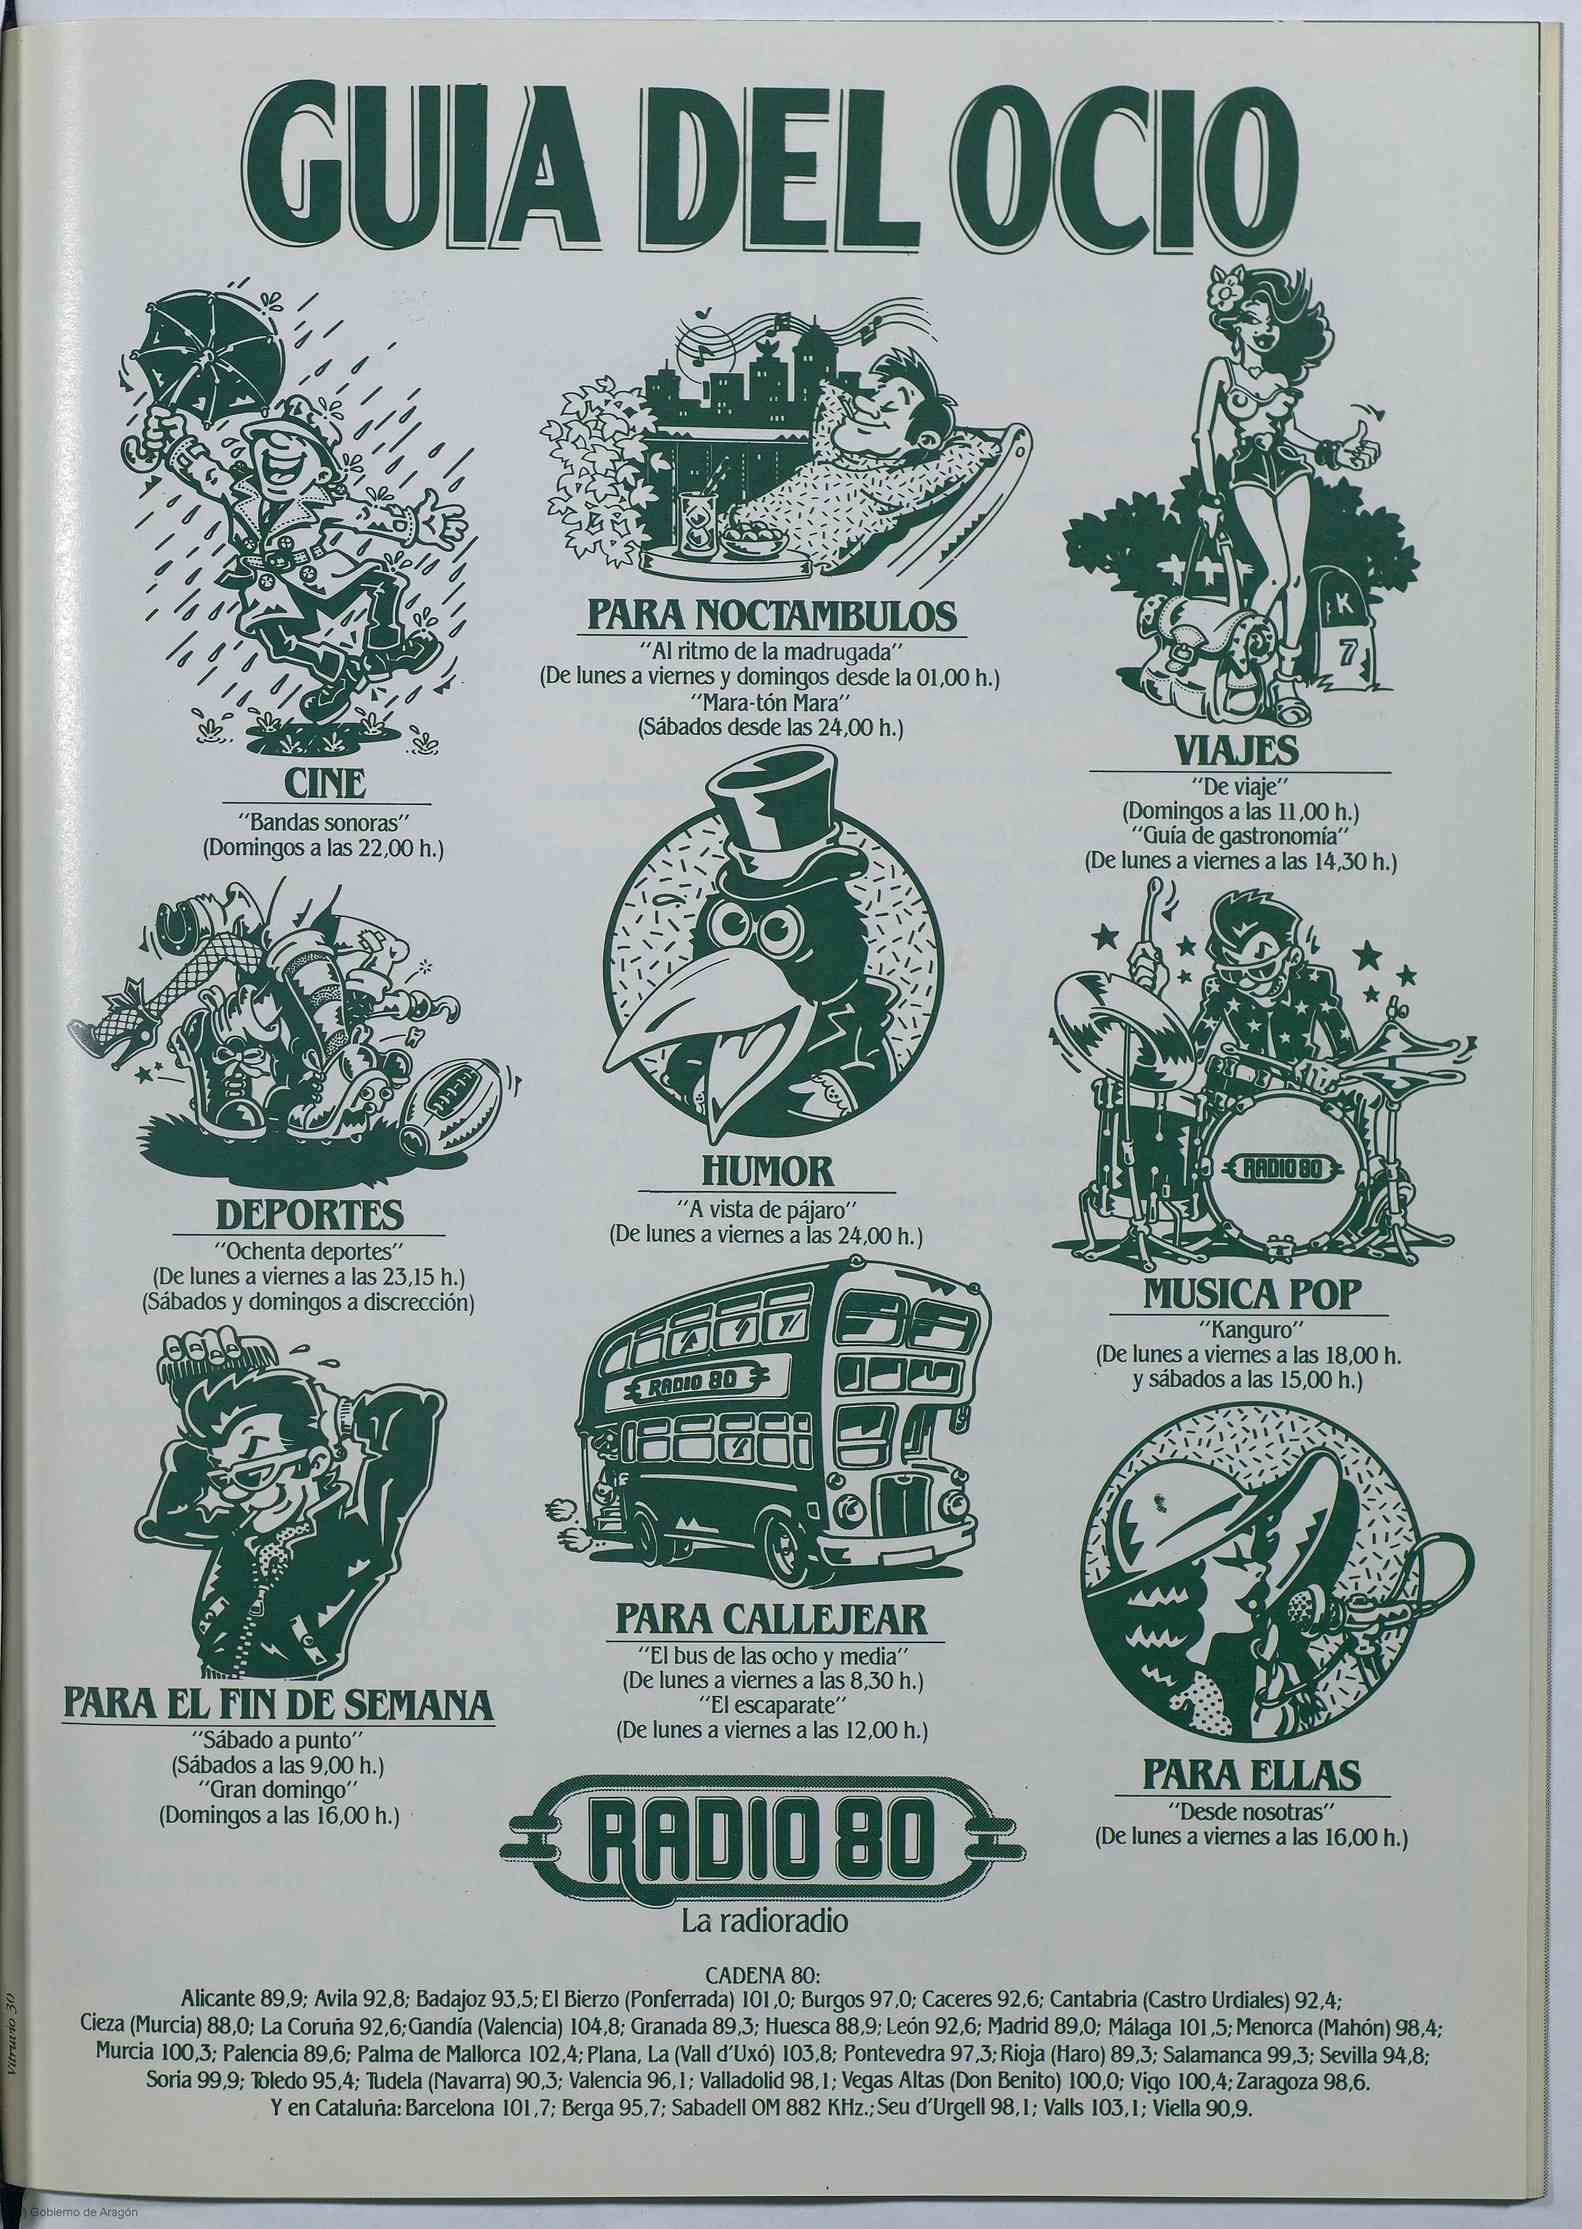 GUIA DEL OCIO
CINE
"Bandas sonoras"
(Domingos a las 22,00 h.)
PARA NOCTAMBULOS
"Al ritmo de la madrugada"
(De lunes a viernes y domingos desde la 01,00 h.)
"Mara-tón Mara"
(Sábados desde las 24,00 h.)
K
7
VIAJES
"De viaje"
(Domingos a las 11,00 h.)
"Guía de gastronomía"
(De lunes a viernes a las 14,30 h.)
DEPORTES
"Ochenta deportes"
(De lunes a viernes a las 23,15 h.)
(Sábados y domingos a discrección)
HUMOR
"A vista de pájaro"
(De lunes a viernes a las 24,00 h.)
RADIO 80
MUSICA POP
"Kanguro"
(De lunes a viernes a las 18,00 h.
y sábados a las 15,00 h.)
PARA EL FIN DE SEMANA
"Sábado a punto"
(Sábados a las 9,00 h.)
"Gran domingo"
(Domingos a las 16,00 h.)
RADIO 80
PARA CALLEJEAR
"El bus de las ocho y media"
(De lunes a viernes a las 8,30 h.)
"El escaparate"
(De lunes a viernes a las 12,00 h.)
PARA ELLAS
"Desde nosotras"
(De lunes a viernes a las 16,00 h.)
RADIO 80
La radioradio
CADENA 80:
Alicante 89,9; Avila 92,8; Badajoz 93,5; El Bierzo (Ponferrada) 101,0; Burgos 97,0; Caceres 92,6; Cantabria (Castro Urdiales) 92,4;
Cieza (Murcia) 88,0; La Coruña 92,6; Gandía (Valencia) 104,8; Granada 89,3; Huesca 88,9; León 92,6; Madrid 89,0; Málaga 101,5; Menorca (Mahón) 98,4;
Murcia 100,3; Palencia 89,6; Palma de Mallorca 102,4; Plana, La (Vall d'Uxó) 103,8; Pontevedra 97,3; Rioja (Haro) 89,3; Salamanca 99,3; Sevilla 94,8;
Soria 99,9; Toledo 95,4; Tudela (Navarra) 90,3; Valencia 96,1; Valladolid 98,1; Vegas Altas (Don Benito) 100,0; Vigo 100,4; Zaragoza 98,6.
Y en Cataluña: Barcelona 101,7; Berga 95,7; Sabadell OM 882 KHz.; Seu d'Urgell 98,1; Valls 103,1; Viella 90,9.
Vitrario 30
Gobierno de Aragón